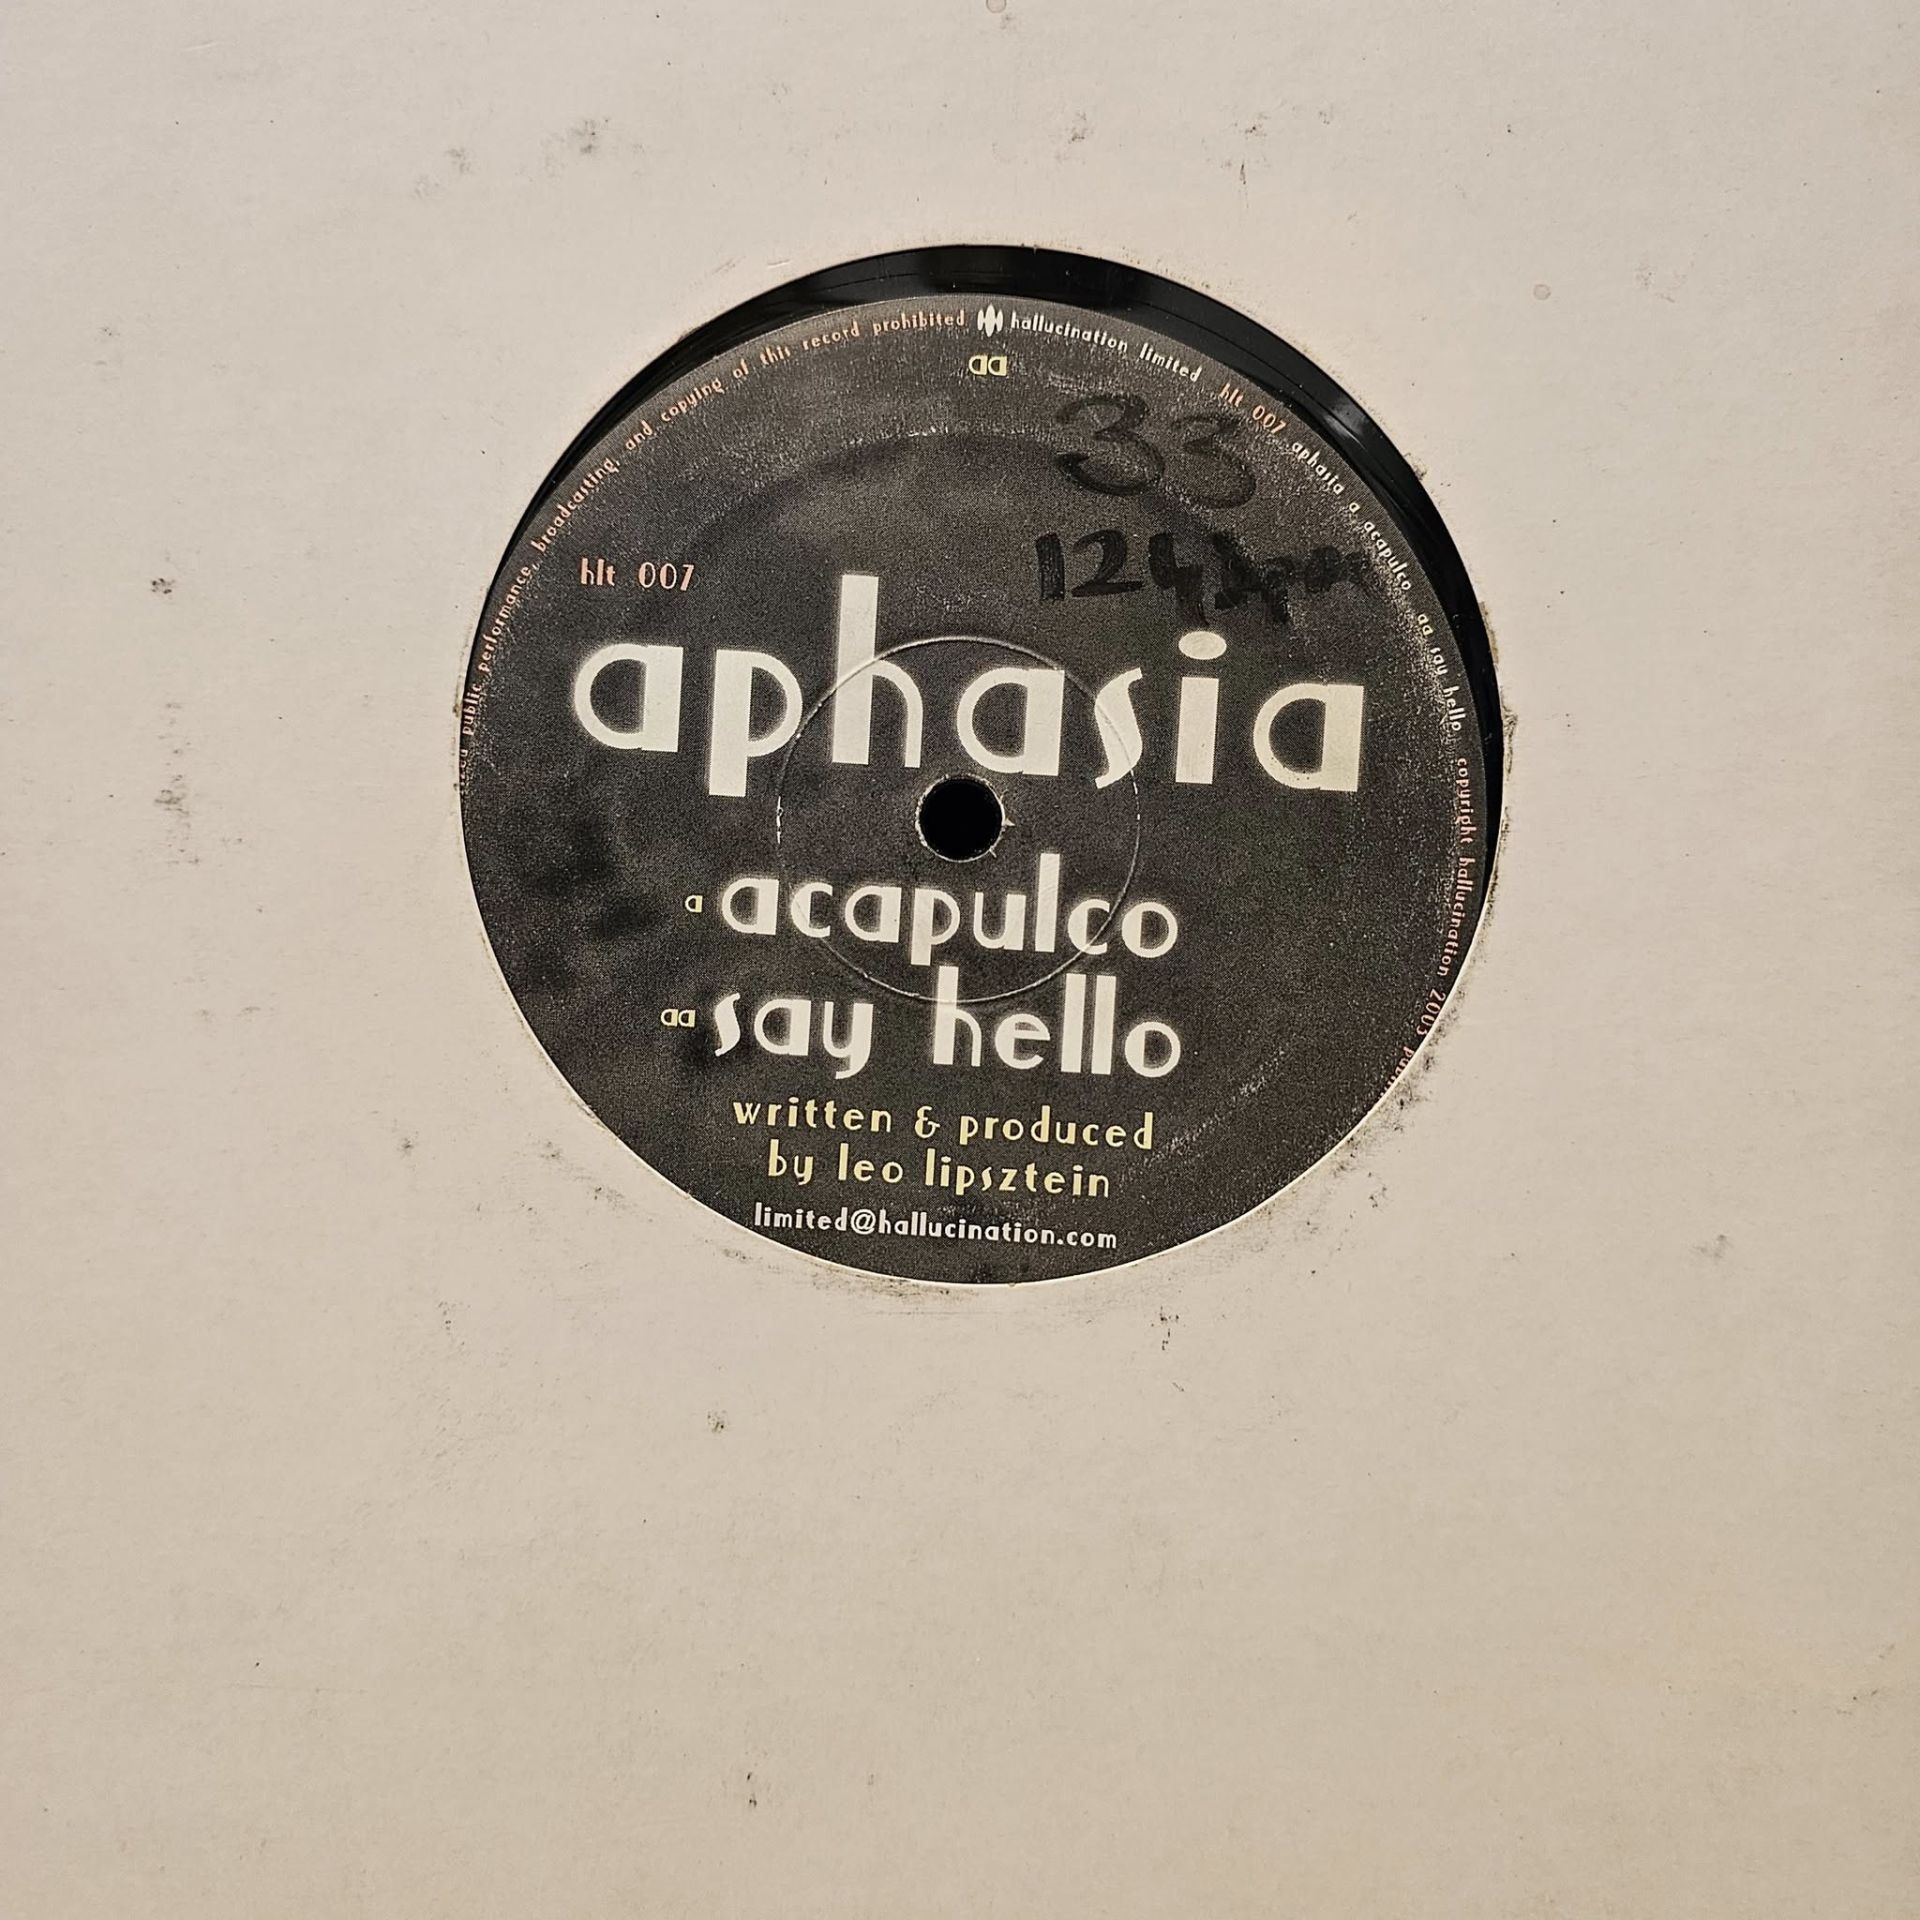 public performance, broadcasting, and copying of this record prohibited
hallucination limited hlt 007 aphasia a acapulco aa say hello copyright hallucination 2003
aa
33
124 bpm
hlt 007
aphasia
a acapulco
aa say hello
written & produced
by leo lipsztein
limited@hallucination.com